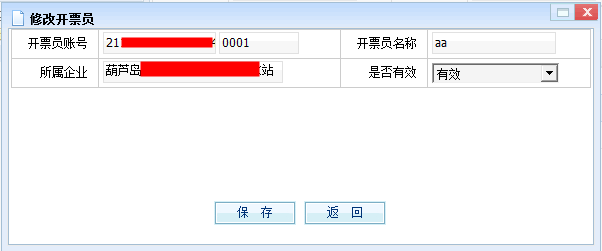 修改开票员
开票员账号 21 0001 开票员名称 aa
所属企业 葫芦岛 站 是否有效 有效
保 存 返 回